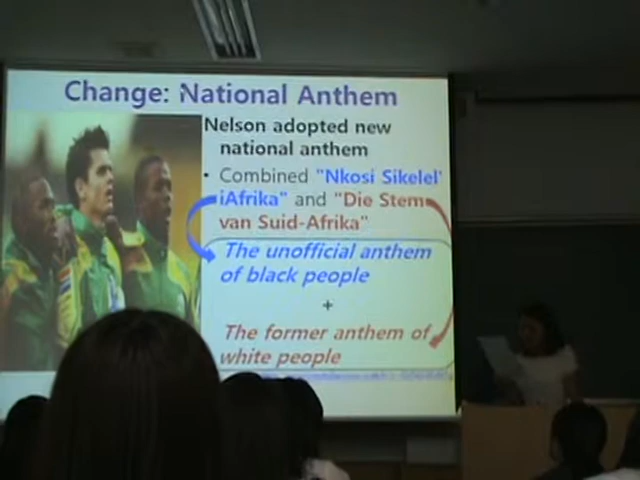 Change: National Anthem
Nelson adopted new
national anthem
• Combined "Nkosi Sikelel'
iAfrika" and "Die Stem
van Suid-Afrika"
The unofficial anthem
of black people
+
The former anthem of
white people